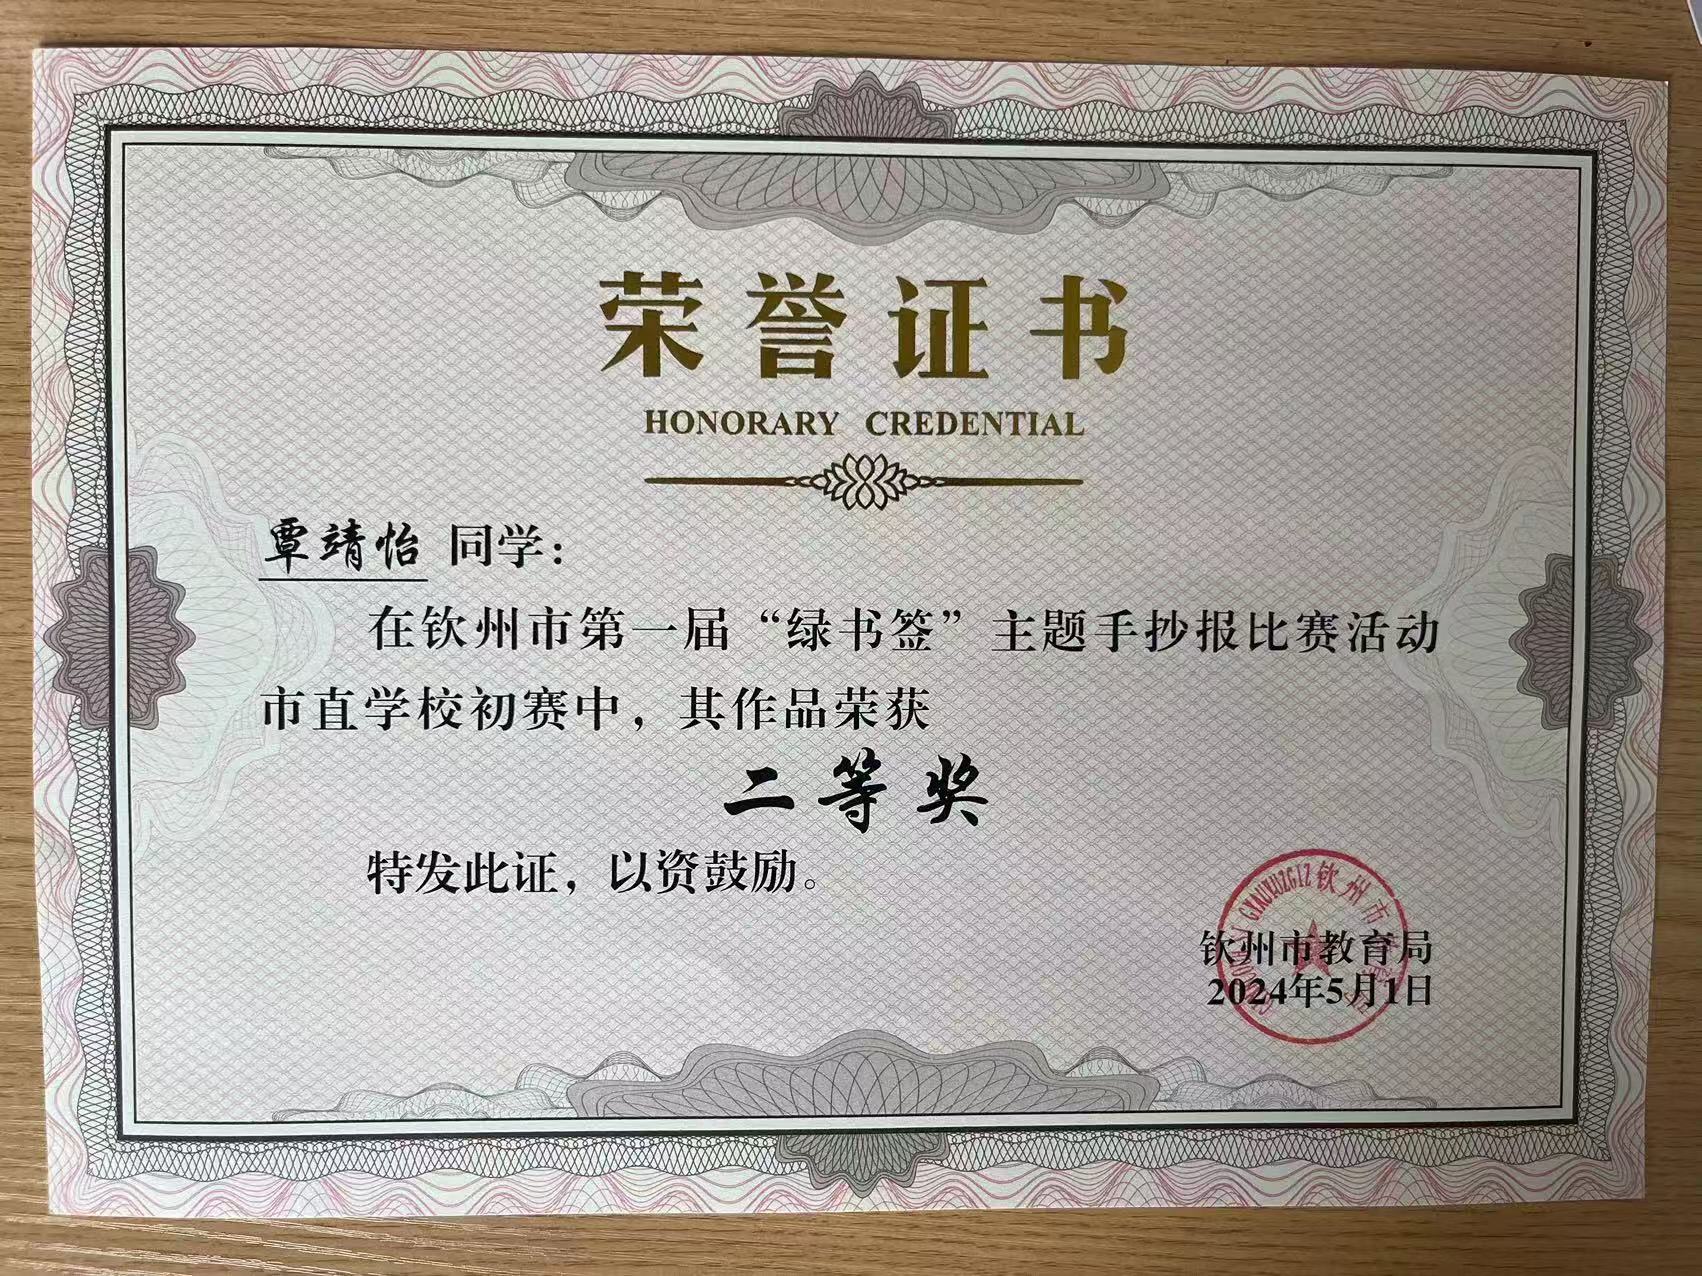 荣誉证书
HONORARY CREDENTIAL
覃靖怡 同学：
在钦州市第一届“绿书签”主题手抄报比赛活动
市直学校初赛中，其作品荣获
二等奖
特发此证，以资鼓励。
钦州市教育局
2024年5月1日
钦州市